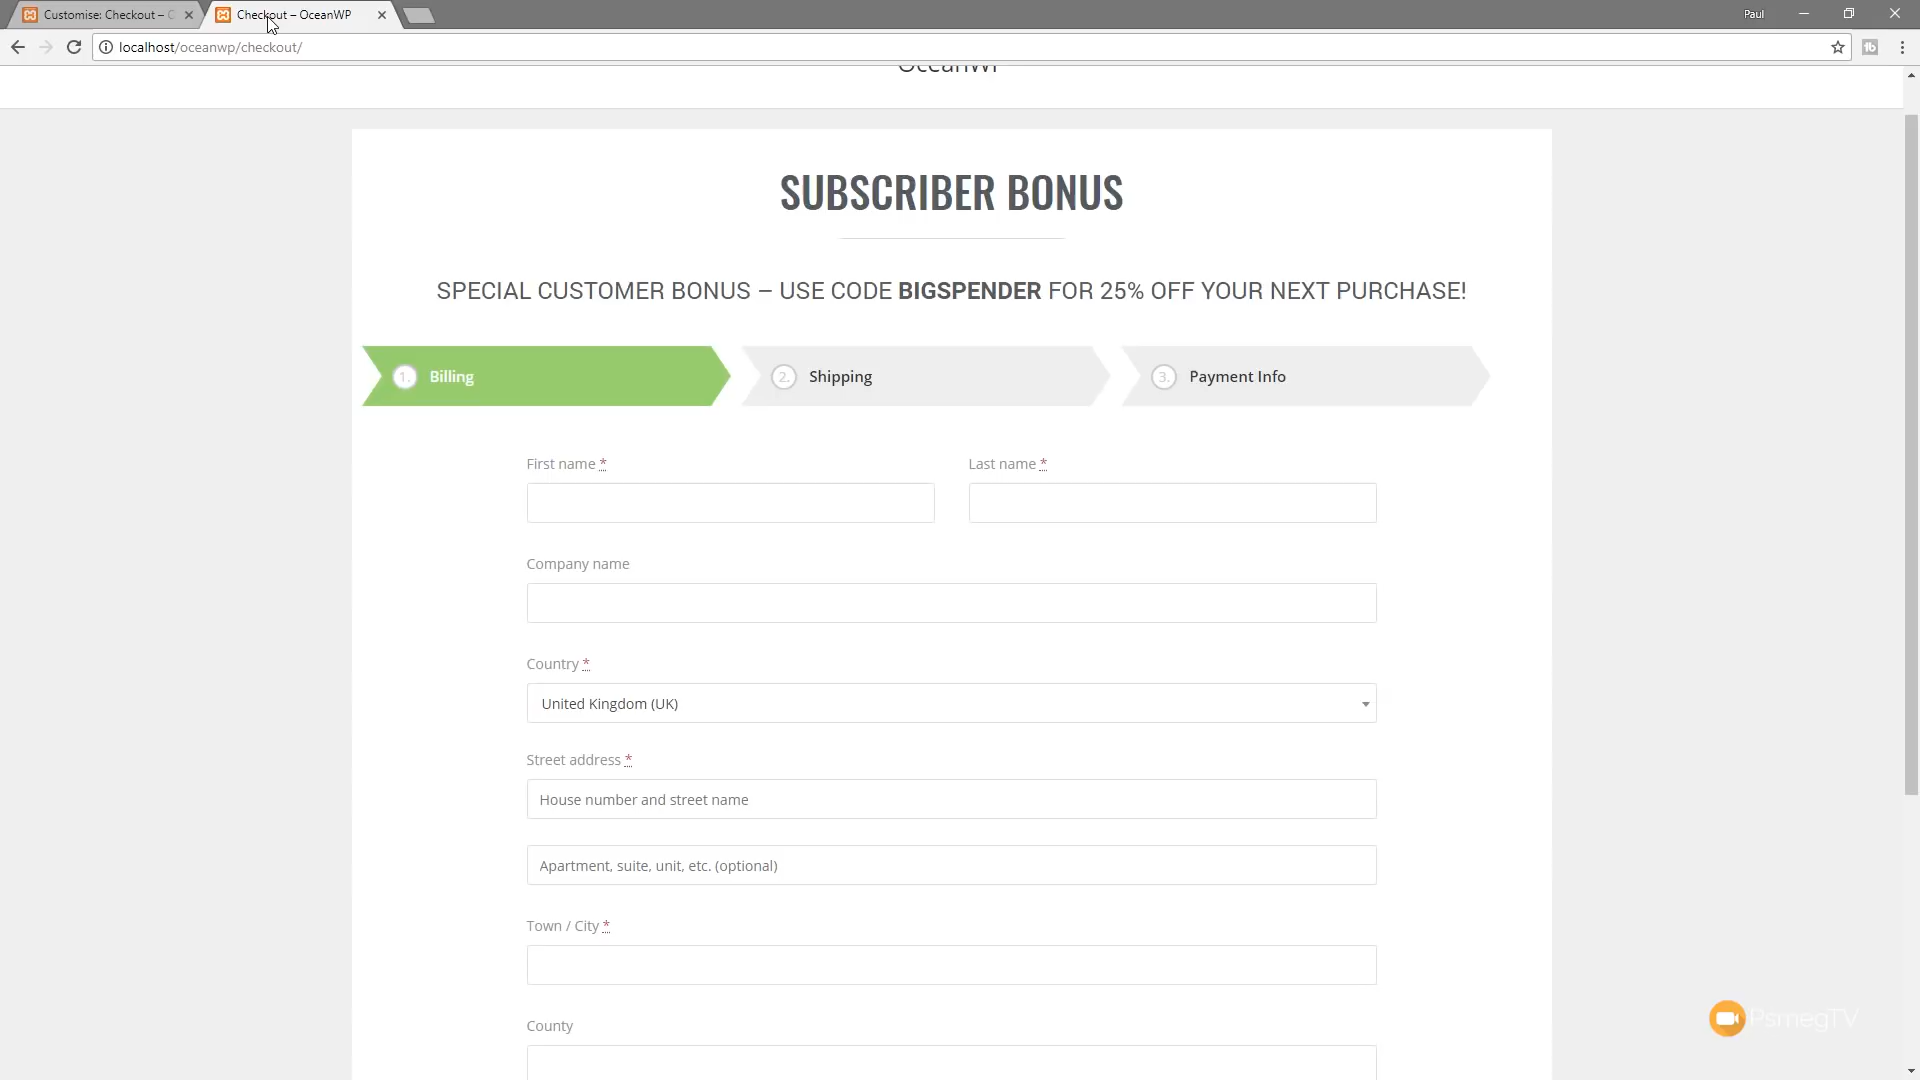 Customise: Checkout – O
Checkout – OceanWP
Paul
localhost/oceanwp/checkout/
OceanWP
SUBSCRIBER BONUS
SPECIAL CUSTOMER BONUS – USE CODE BIGSPENDER FOR 25% OFF YOUR NEXT PURCHASE!
1. Billing
2. Shipping
3. Payment Info
First name *
Last name *
Company name
Country *
United Kingdom (UK)
Street address *
House number and street name
Apartment, suite, unit, etc. (optional)
Town / City *
County
PsmegTV